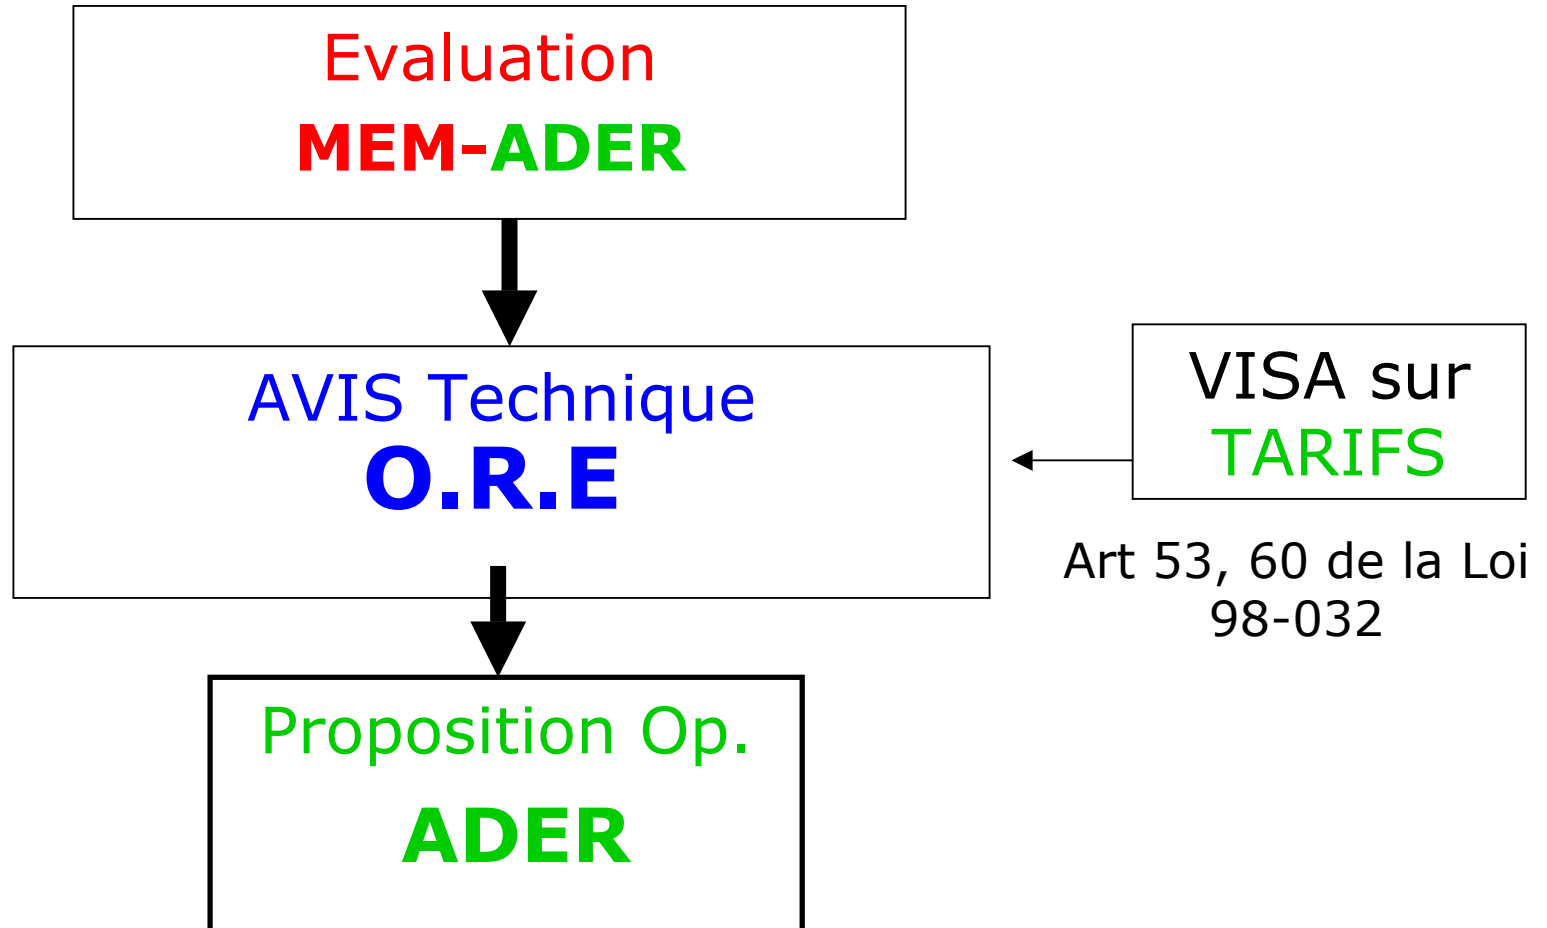 Evaluation
MEM-ADER
AVIS Technique
O.R.E
VISA sur
TARIFS
Art 53, 60 de la Loi
98-032
Proposition Op.
ADER